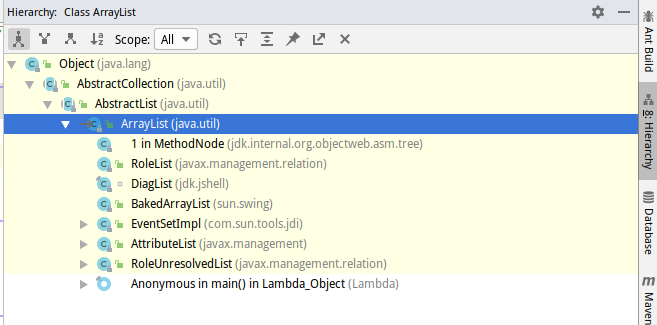 Hierarchy: Class ArrayList
Scope: All
Object (java.lang)
AbstractCollection (java.util)
AbstractList (java.util)
ArrayList (java.util)
1 in MethodNode (jdk.internal.org.objectweb.asm.tree)
RoleList (javax.management.relation)
DiagList (jdk.jshell)
BakedArrayList (sun.swing)
EventSetImpl (com.sun.tools.jdi)
AttributeList (javax.management)
RoleUnresolvedList (javax.management.relation)
Anonymous in main() in Lambda_Object (Lambda)
Ant Build
8: Hierarchy
Database
m Maven